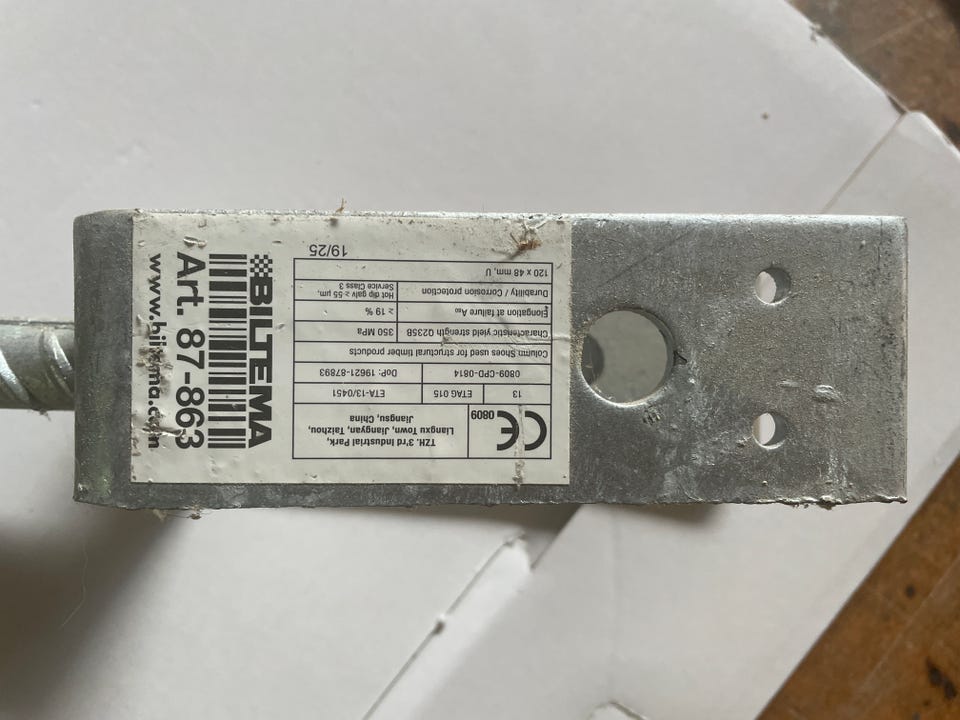 BILTEMA
Art. 87-863
www.biltema.com
CE
0809
TZH. 3'rd Industrial Park,
Liangxu Town, Jiangyan, Taizhou,
Jiangsu, China
13
ETAG 015
ETA-13/0451
0809-CPD-0814
DoP: 19621-87893
Column Shoes used for structural timber products
Characteristic yield strength Q235B
350 MPa
Elongation at failure A₈₀
≥ 19 %
Durability / Corrosion protection
Hot dip galv ≥ 55 µm,
Service Class 3
120 x 48 mm, U
19/25